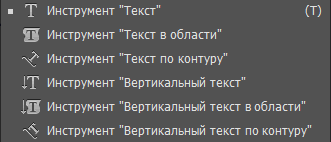 Инструмент "Текст" (T)
Инструмент "Текст в области"
Инструмент "Текст по контуру"
Инструмент "Вертикальный текст"
Инструмент "Вертикальный текст в области"
Инструмент "Вертикальный текст по контуру"